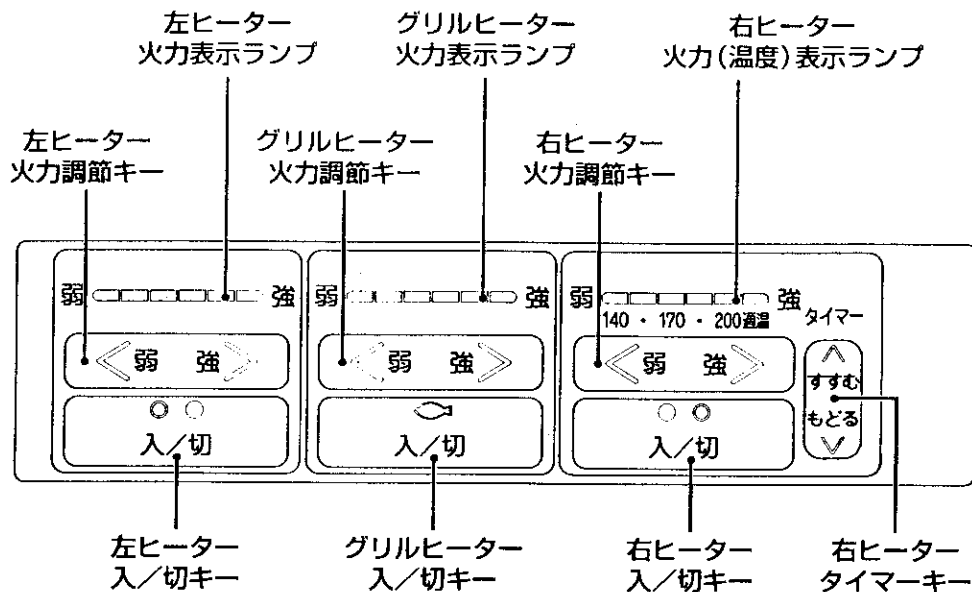 左ヒーター
火力表示ランプ
グリルヒーター
火力表示ランプ
右ヒーター
火力(温度)表示ランプ
左ヒーター
火力調節キー
グリルヒーター
火力調節キー
右ヒーター
火力調節キー
弱 強
弱 強
弱 強
140・170・200適温
タイマー
弱 強
弱 強
弱 強
すすむ
もどる
入/切
入/切
入/切
左ヒーター
入/切キー
グリルヒーター
入/切キー
右ヒーター
入/切キー
右ヒーター
タイマーキー